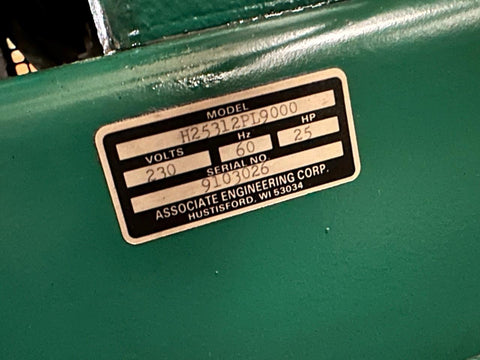 MODEL
H25312PL9000
VOLTS Hz HP
230 60 25
SERIAL NO.
9103026
ASSOCIATE ENGINEERING CORP.
HUSTISFORD, WI 53034